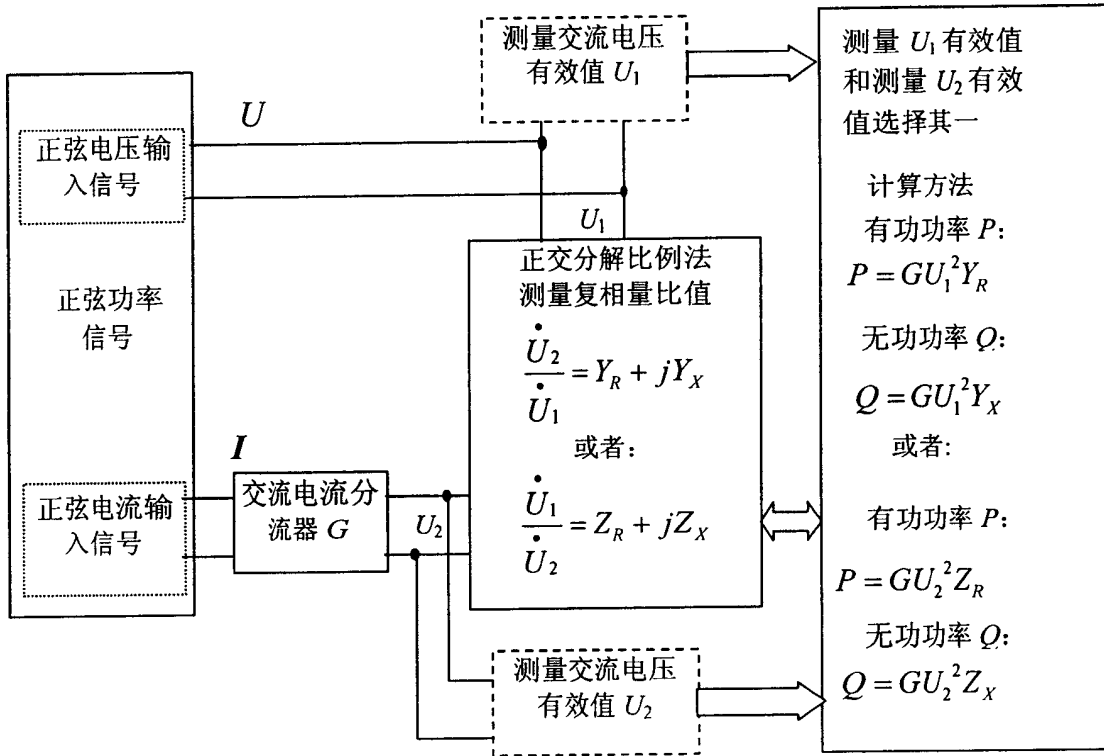 测量交流电压
有效值 U₁
U
正弦电压输
入信号
正弦功率
信号
I
正弦电流输
入信号
交流电流分
流器 G
U₁
U₂
正交分解比例法
测量复相量比值
U̇₂/U̇₁ = Y_R + jY_X
或者：
U̇₁/U̇₂ = Z_R + jZ_X
测量交流电压
有效值 U₂
测量 U₁ 有效值
和测量 U₂ 有效
值选择其一
计算方法
有功功率 P：
P = GU₁²Y_R
无功功率 Q：
Q = GU₁²Y_X
或者:
有功功率 P：
P = GU₂²Z_R
无功功率 Q：
Q = GU₂²Z_X